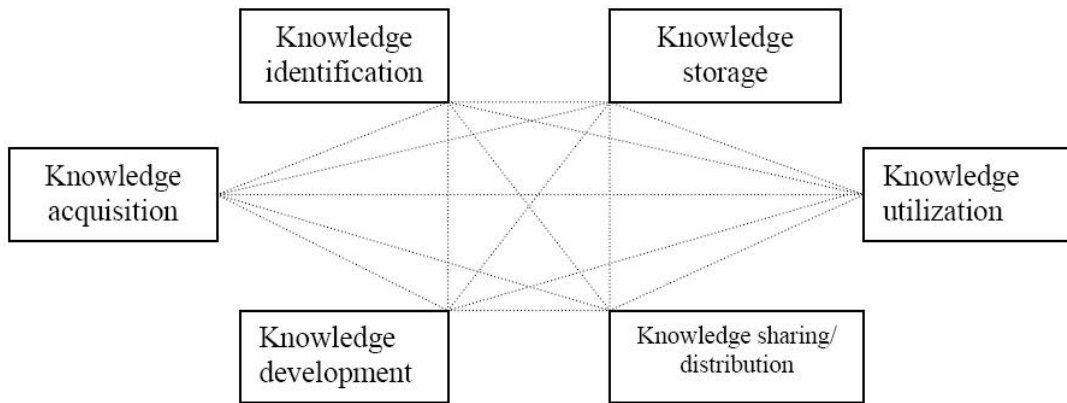 Knowledge
identification
Knowledge
storage
Knowledge
acquisition
Knowledge
utilization
Knowledge
development
Knowledge sharing/
distribution